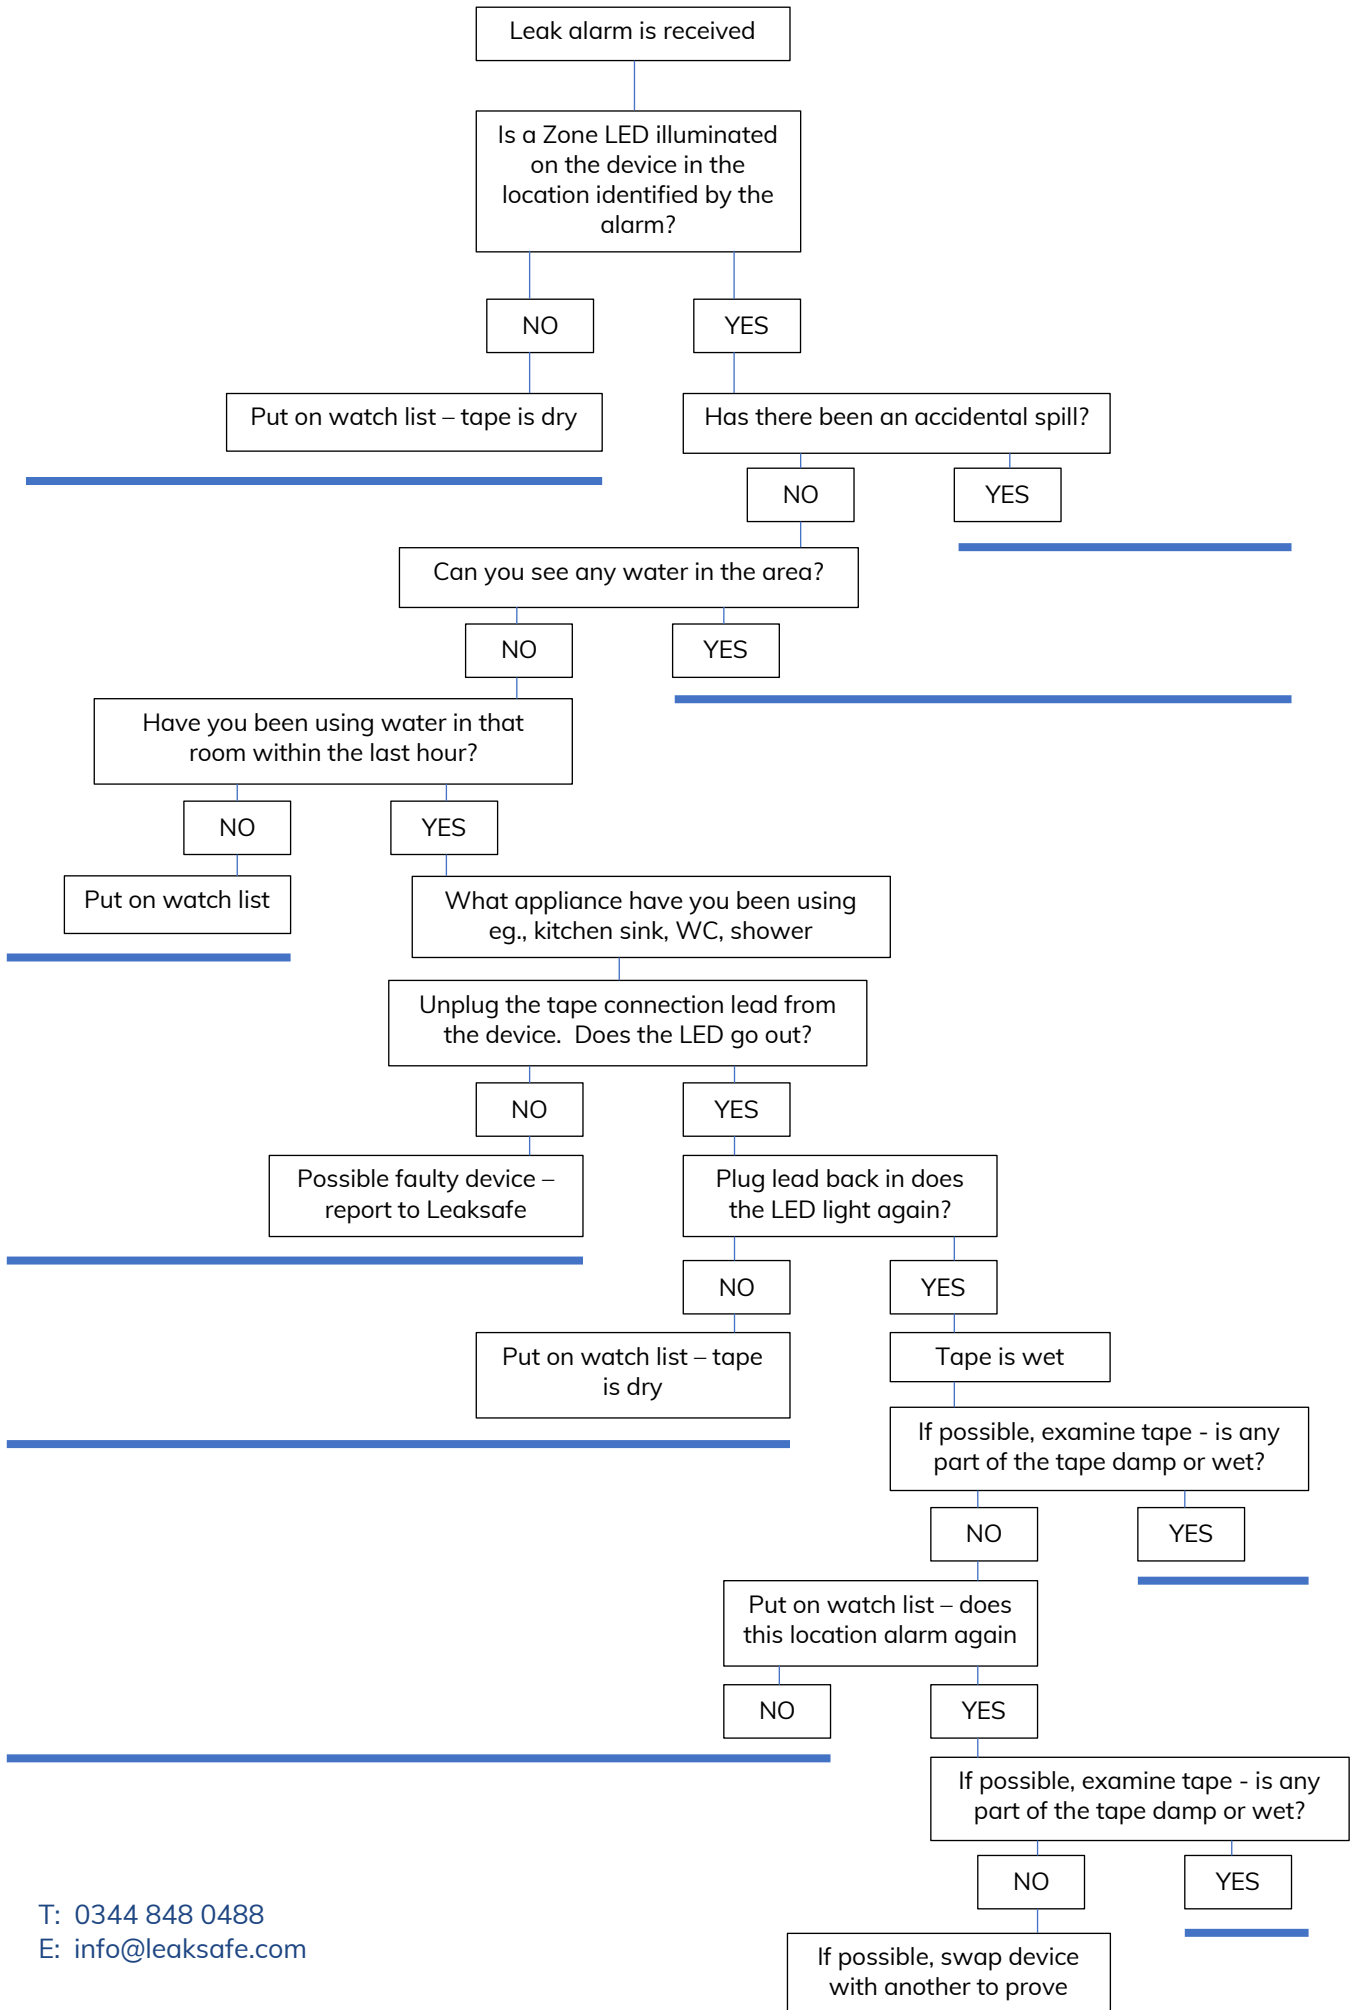 Leak alarm is received
Is a Zone LED illuminated
on the device in the
location identified by the
alarm?
NO
YES
Put on watch list – tape is dry
Has there been an accidental spill?
NO
YES
Can you see any water in the area?
NO
YES
Have you been using water in that
room within the last hour?
NO
YES
Put on watch list
What appliance have you been using
eg., kitchen sink, WC, shower
Unplug the tape connection lead from
the device.  Does the LED go out?
NO
YES
Possible faulty device –
report to Leaksafe
Plug lead back in does
the LED light again?
NO
YES
Put on watch list – tape
is dry
Tape is wet
If possible, examine tape - is any
part of the tape damp or wet?
NO
YES
Put on watch list – does
this location alarm again
NO
YES
If possible, examine tape - is any
part of the tape damp or wet?
NO
YES
If possible, swap device
with another to prove
T:  0344 848 0488
E:  info@leaksafe.com